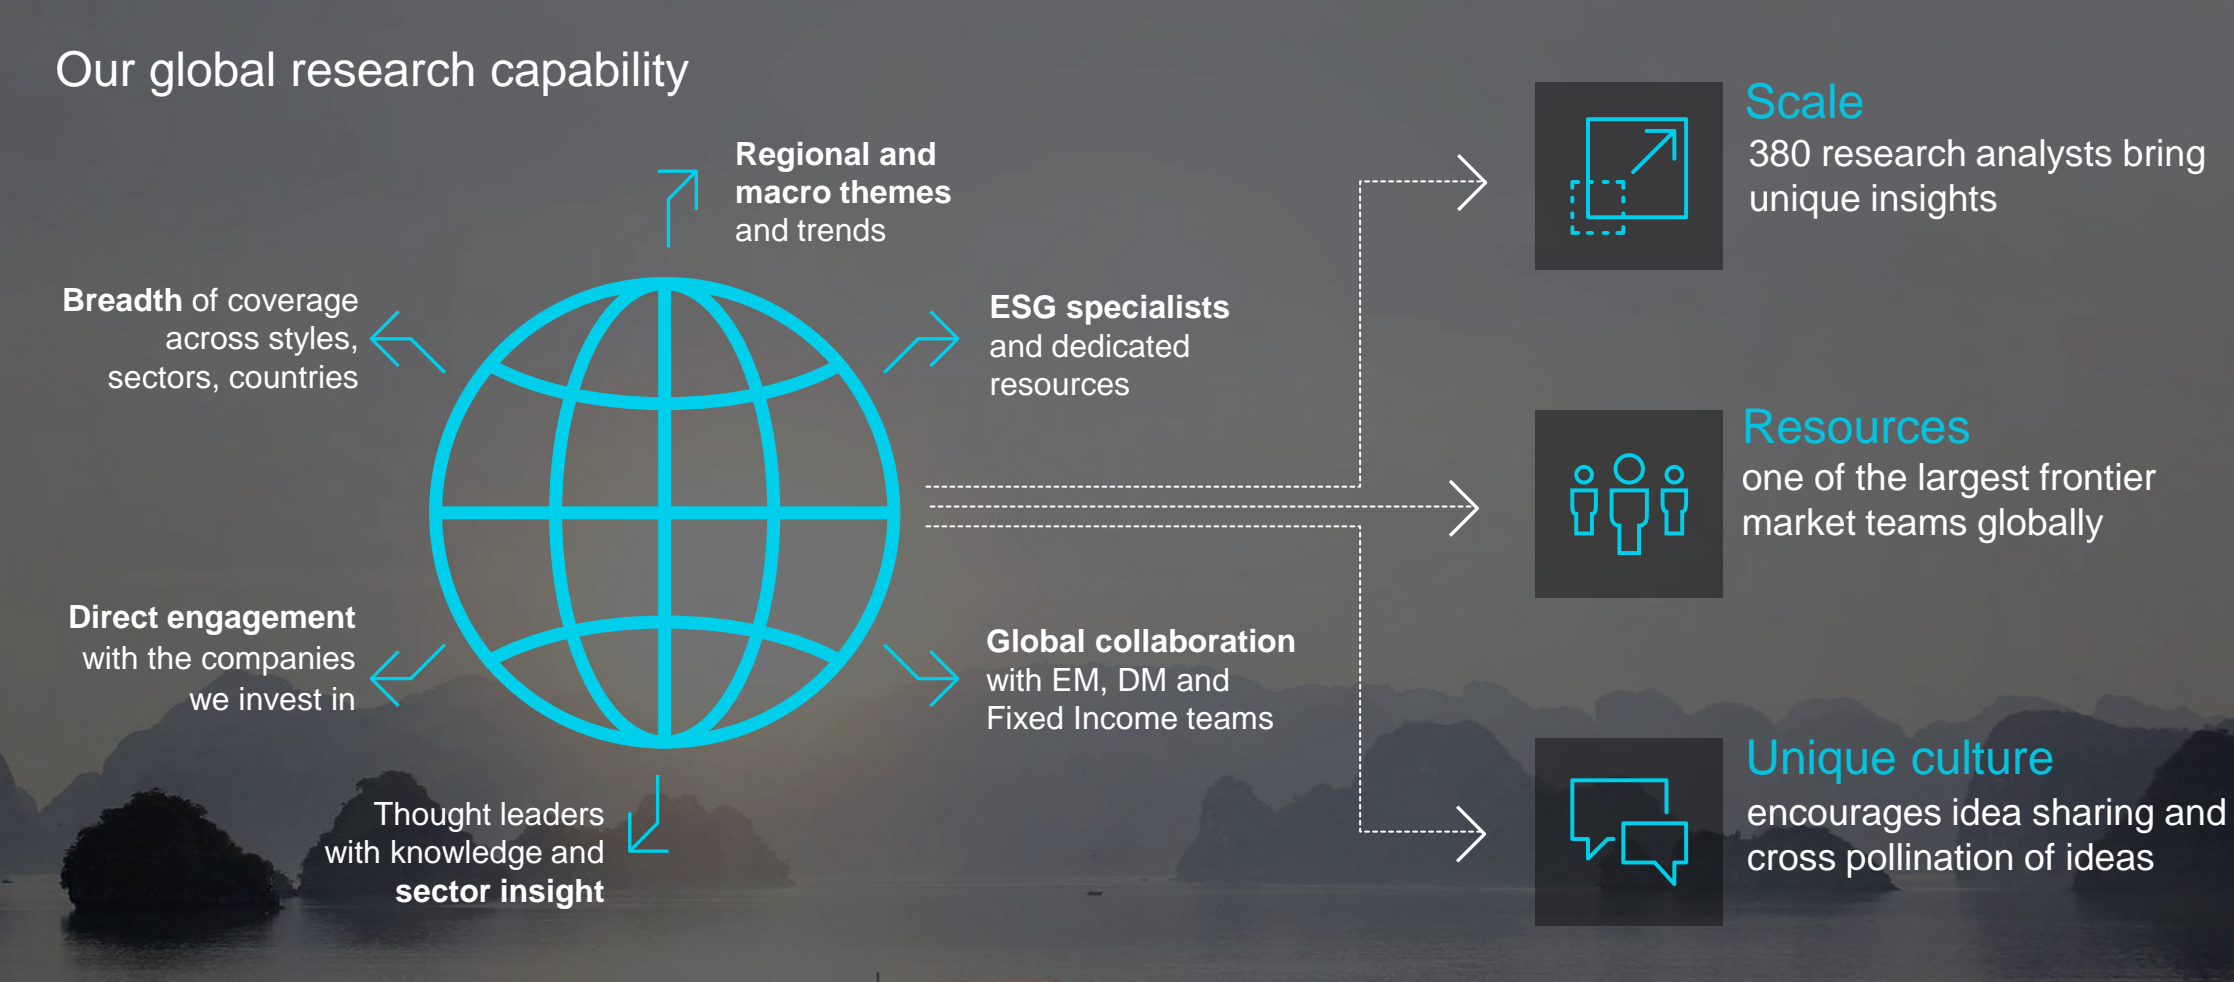 Our global research capability
Regional and
macro themes
and trends
Breadth of coverage
across styles,
sectors, countries
ESG specialists
and dedicated
resources
Direct engagement
with the companies
we invest in
Global collaboration
with EM, DM and
Fixed Income teams
Thought leaders
with knowledge and
sector insight
Scale
380 research analysts bring
unique insights
Resources
one of the largest frontier
market teams globally
Unique culture
encourages idea sharing and
cross pollination of ideas